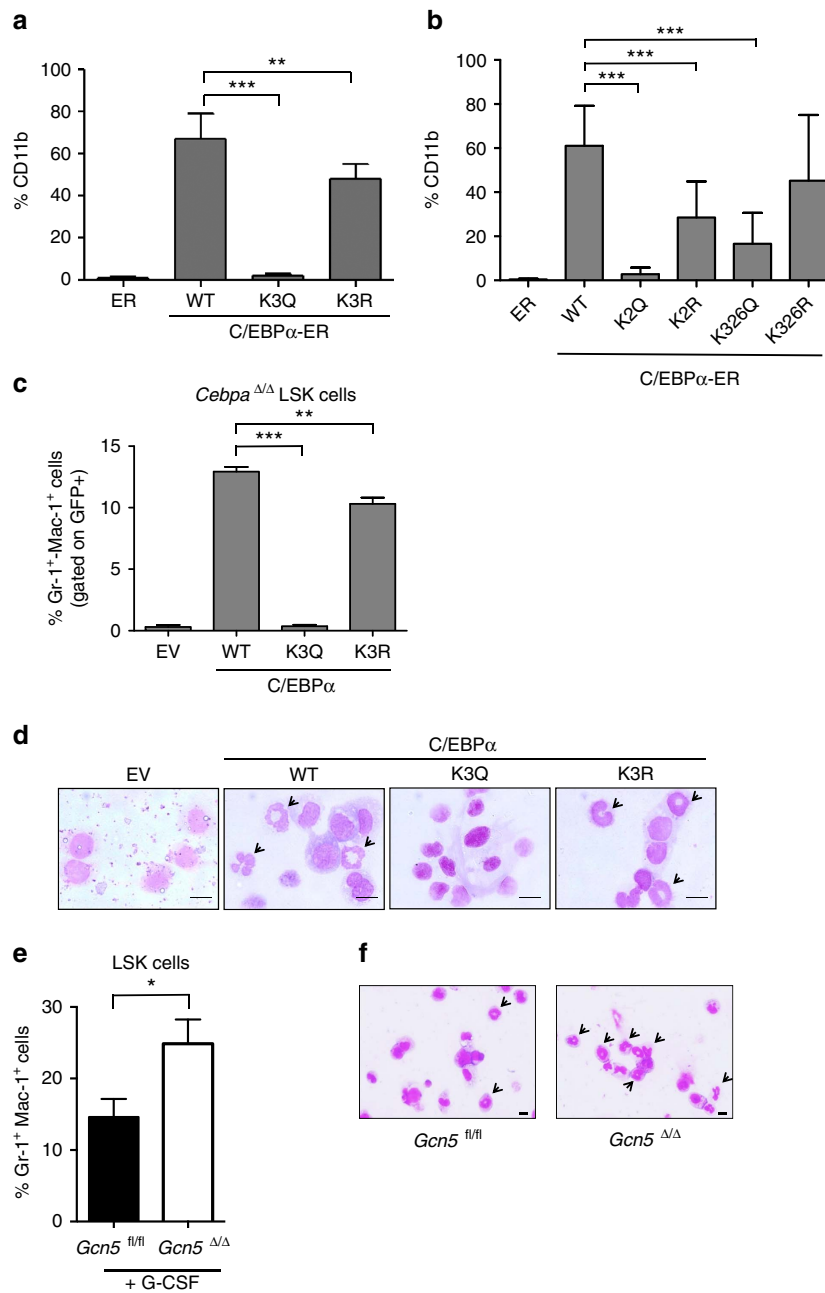 a
**
***
100
80
60
40
20
0
% CD11b
ER
WT
K3Q
K3R
C/EBPα-ER
b
***
***
***
100
80
60
40
20
0
% CD11b
ER
WT
K2Q
K2R
K326Q
K326R
C/EBPα-ER
c
Cebpa Δ/Δ LSK cells
**
***
15
10
5
0
% Gr-1+-Mac-1+ cells
(gated on GFP+)
EV
WT
K3Q
K3R
C/EBPα
d
C/EBPα
EV
WT
K3Q
K3R
e
LSK cells
*
30
20
10
0
% Gr-1+ Mac-1+ cells
Gcn5 fl/fl
Gcn5 Δ/Δ
+ G-CSF
f
Gcn5 fl/fl
Gcn5 Δ/Δ